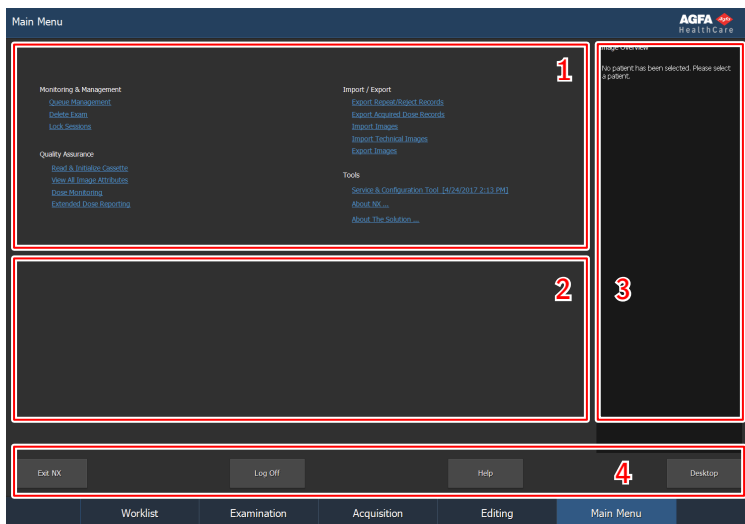 Main Menu
AGFA
HealthCare
1
Monitoring & Management
Queue Management
Delete Exam
Lock Sessions
Quality Assurance
Read & Initialize Cassette
View All Image Attributes
Dose Monitoring
Extended Dose Reporting
Import / Export
Export Repeat/Reject Records
Export Acquired Dose Records
Import Images
Import Technical Images
Export Images
Tools
Service & Configuration Tool [4/24/2017 2:13 PM]
About NX ...
About The Solution ...
Image Overview
No patient has been selected. Please select
a patient.
2
3
4
Exit NX
Log Off
Help
Desktop
Worklist
Examination
Acquisition
Editing
Main Menu